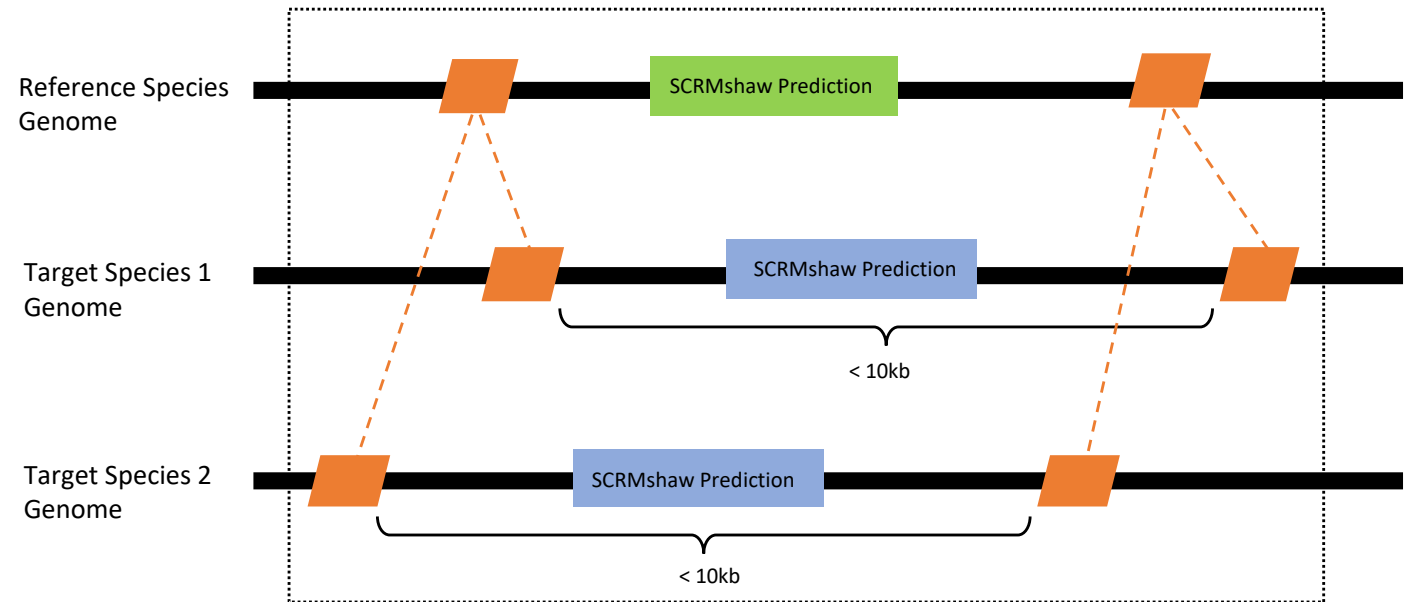 Reference Species
Genome
SCRMshaw Prediction
Target Species 1
Genome
SCRMshaw Prediction
< 10kb
Target Species 2
Genome
SCRMshaw Prediction
< 10kb